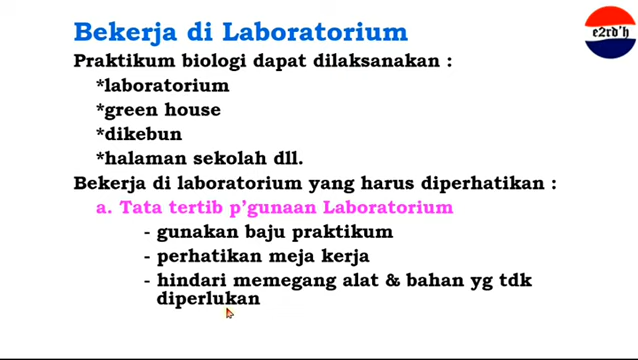 Bekerja di Laboratorium
e2rd'h
Praktikum biologi dapat dilaksanakan :
*laboratorium
*green house
*dikebun
*halaman sekolah dll.
Bekerja di laboratorium yang harus diperhatikan :
a. Tata tertib p'gunaan Laboratorium
- gunakan baju praktikum
- perhatikan meja kerja
- hindari memegang alat & bahan yg tdk
diperlukan